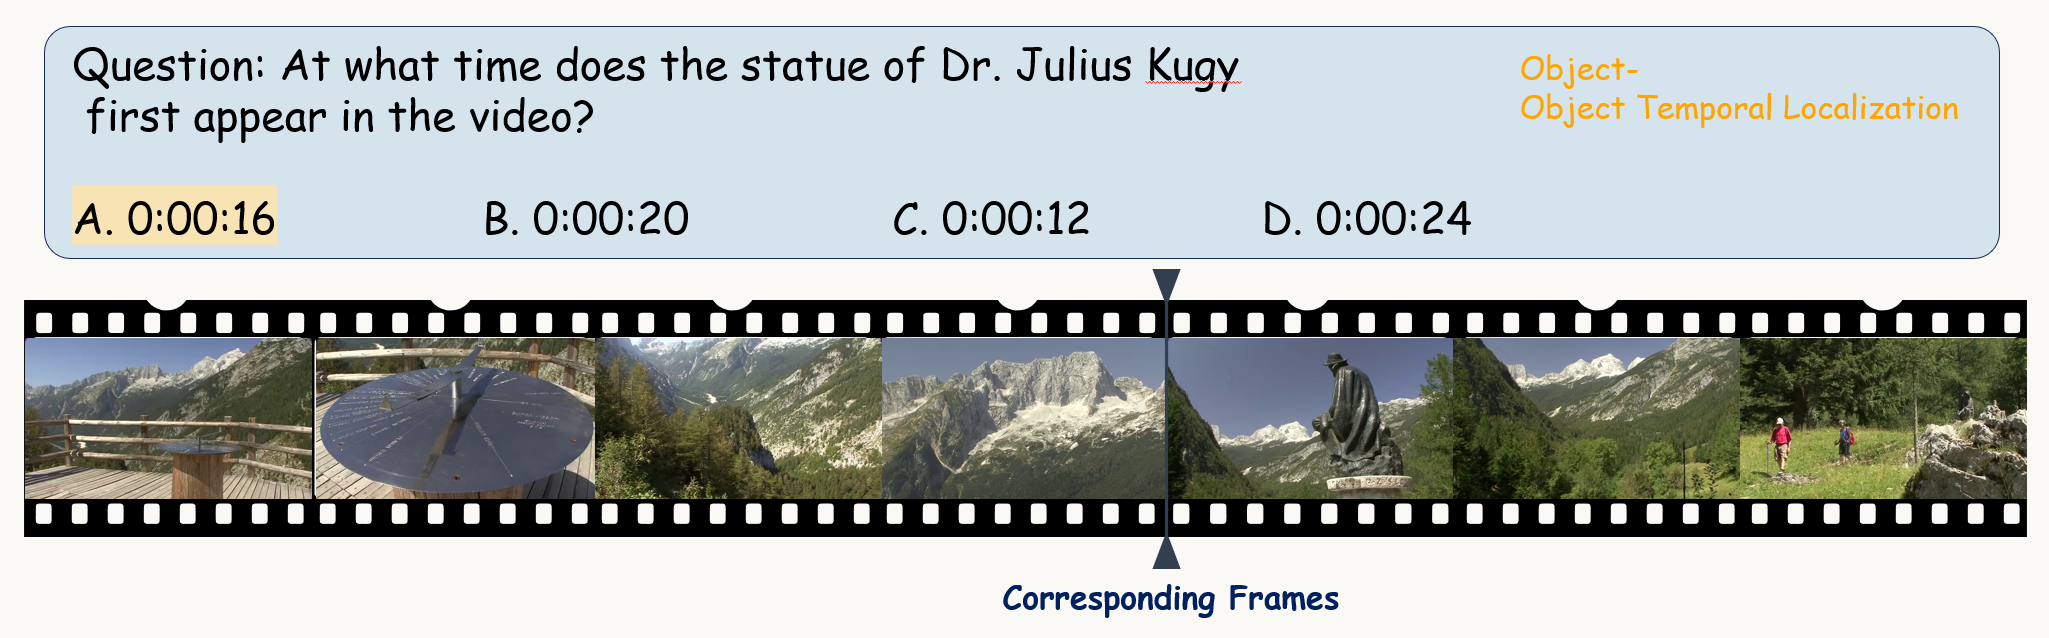 Question: At what time does the statue of Dr. Julius Kugy
first appear in the video?
Object-
Object Temporal Localization
A. 0:00:16
B. 0:00:20
C. 0:00:12
D. 0:00:24
Corresponding Frames